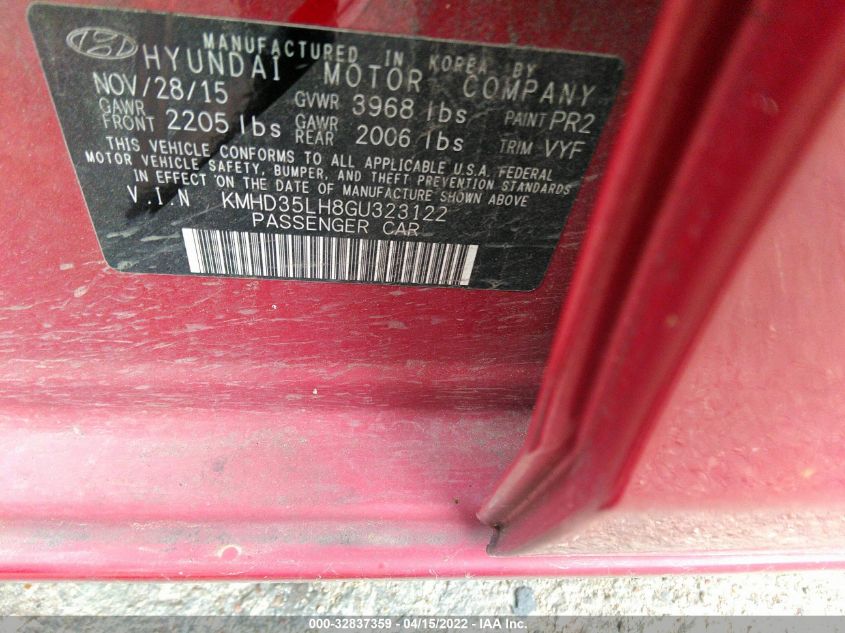 MANUFACTURED IN KOREA BY
HYUNDAI MOTOR COMPANY
NOV/28/15 GVWR 3968 lbs PAINT PR2
GAWR FRONT 2205 lbs GAWR REAR 2006 lbs TRIM VYF
THIS VEHICLE CONFORMS TO ALL APPLICABLE U.S.A. FEDERAL
MOTOR VEHICLE SAFETY, BUMPER, AND THEFT PREVENTION STANDARDS
IN EFFECT ON THE DATE OF MANUFACTURE SHOWN ABOVE
V.I.N KMHD35LH8GU323122
PASSENGER CAR
000-32837359 - 04/15/2022 - IAA Inc.